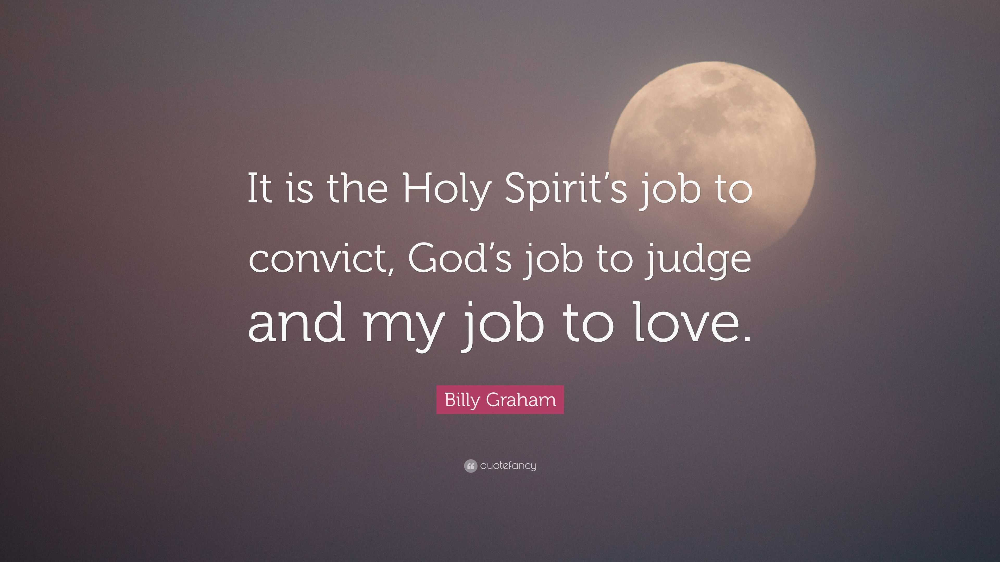 It is the Holy Spirit’s job to
convict, God’s job to judge
and my job to love.
Billy Graham
quotefancy